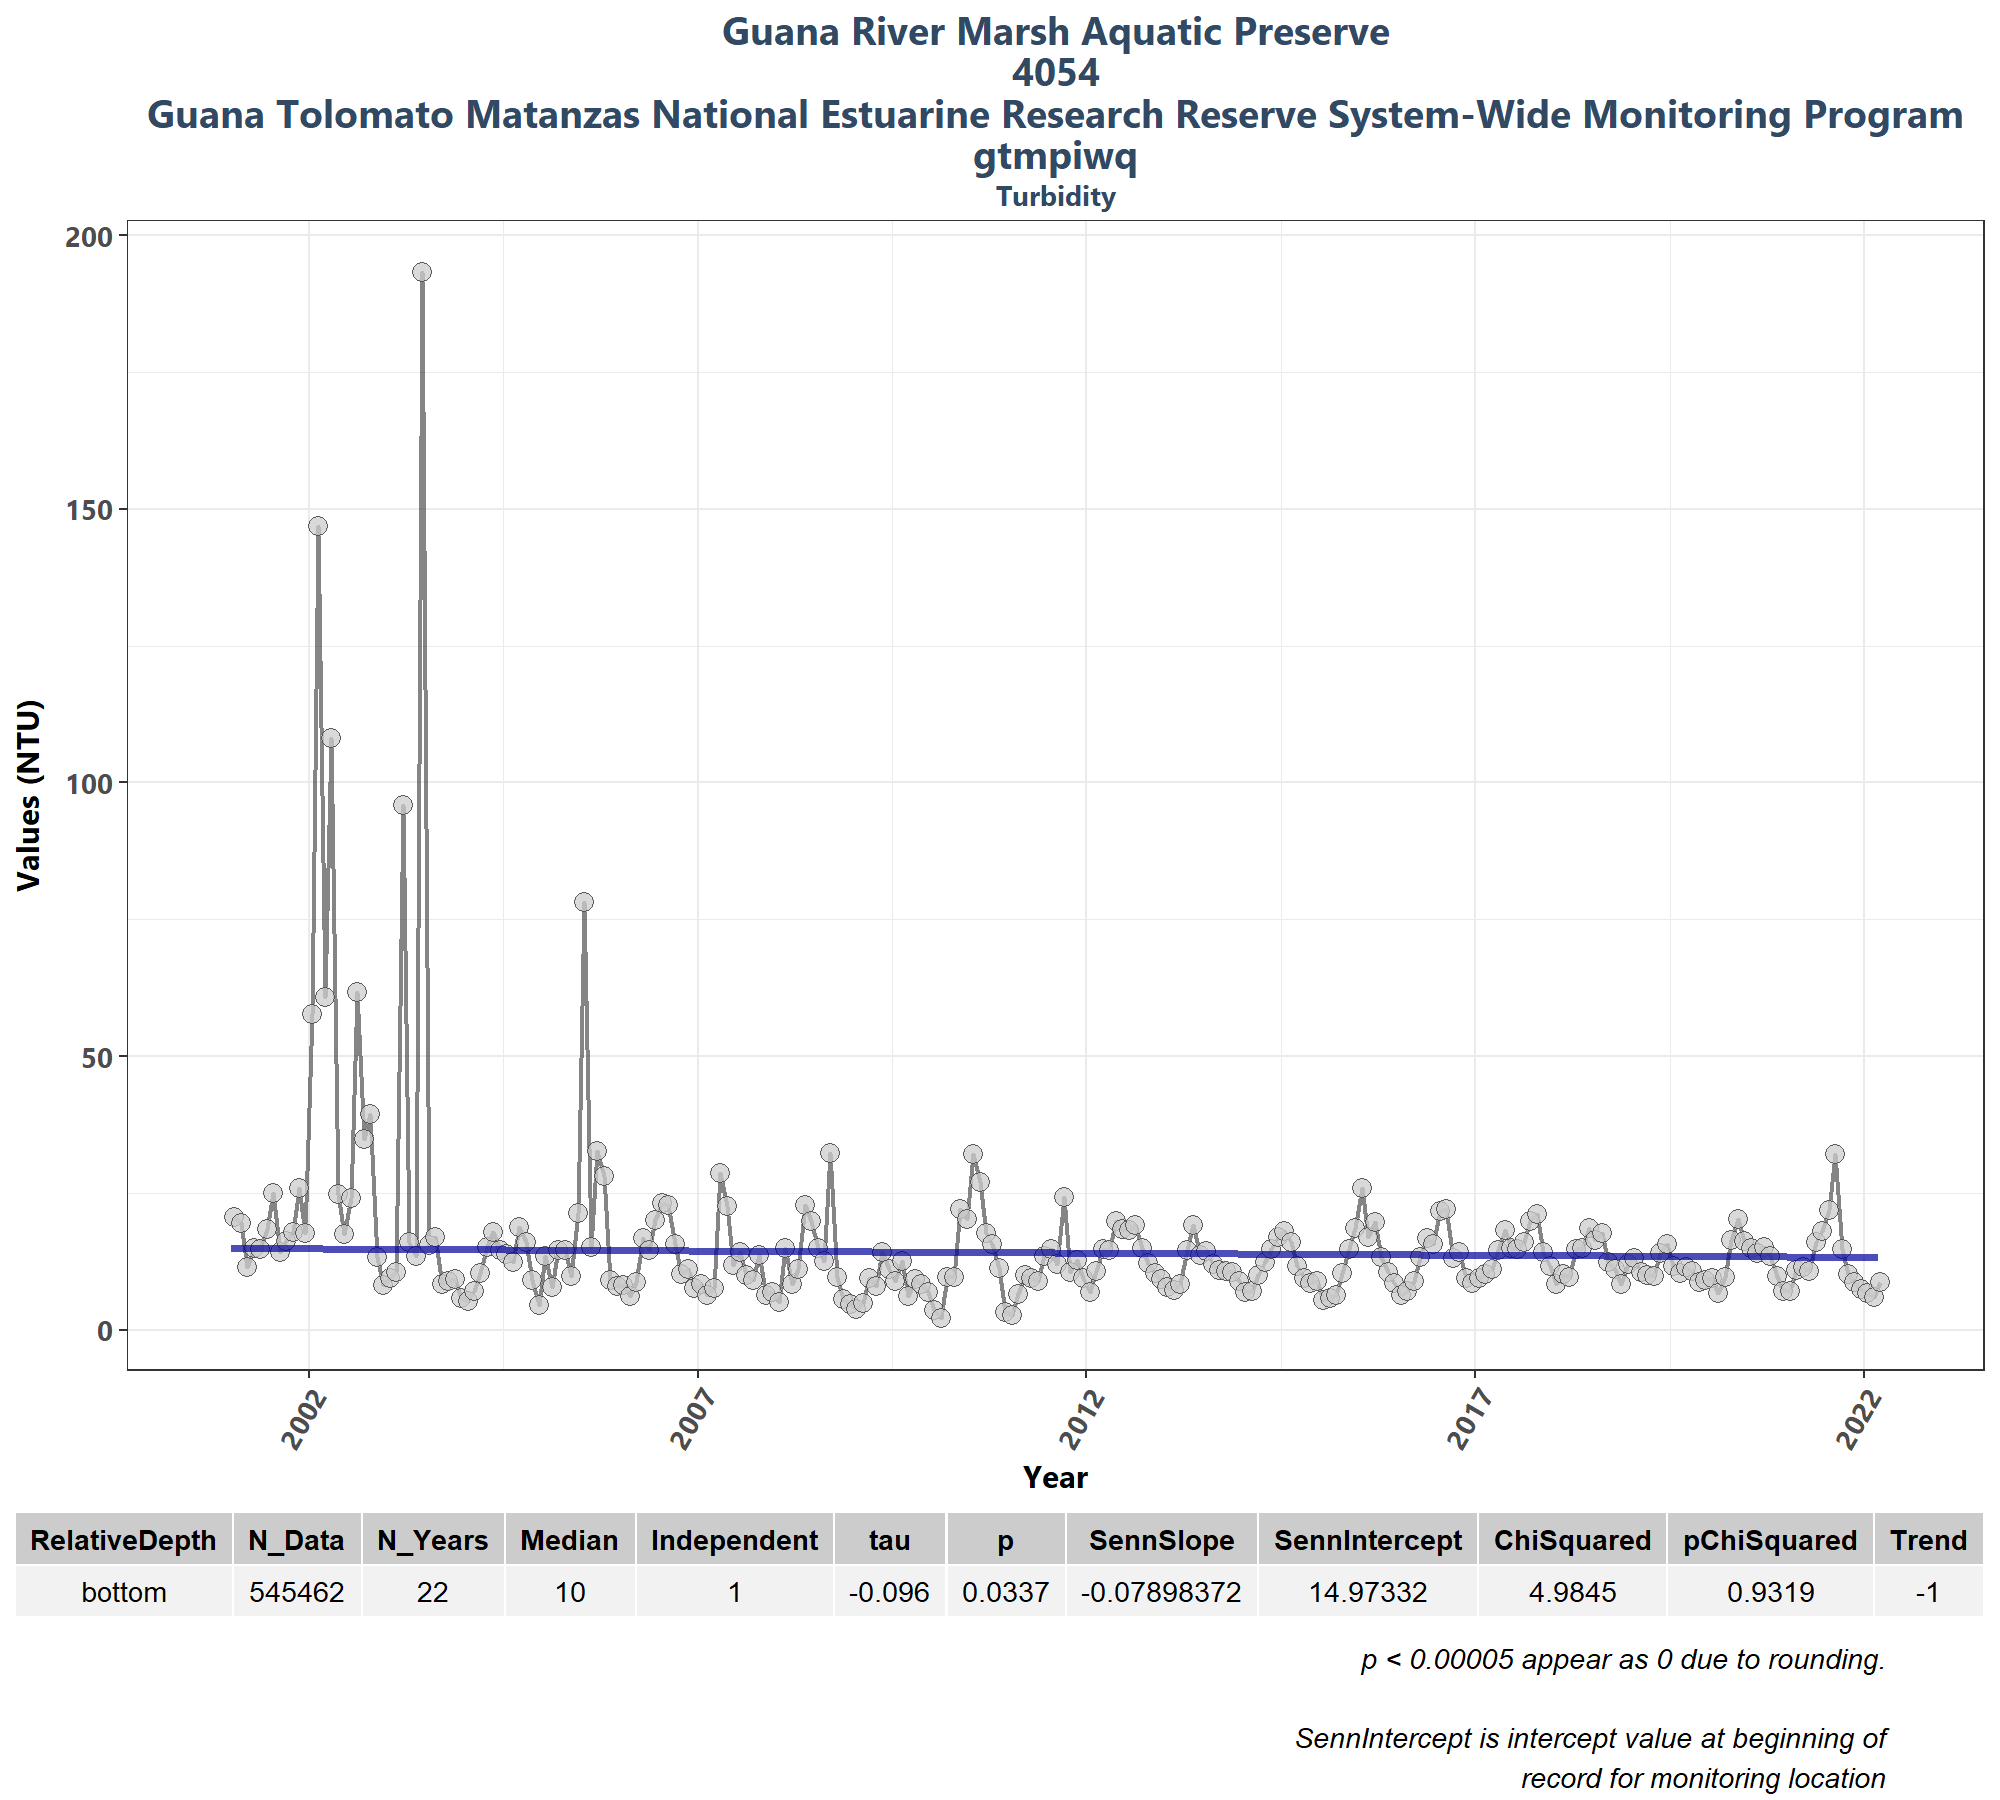 Guana River Marsh Aquatic Preserve
4054
Guana Tolomato Matanzas National Estuarine Research Reserve System-Wide Monitoring Program
gtmpiwq
Turbidity
200
150
100
50
0
Values (NTU)
2002
2007
2012
2017
2022
Year
RelativeDepth N_Data N_Years Median Independent tau p SennSlope SennIntercept ChiSquared pChiSquared Trend
bottom 545462 22 10 1 -0.096 0.0337 -0.07898372 14.97332 4.9845 0.9319 -1
p < 0.00005 appear as 0 due to rounding.
SennIntercept is intercept value at beginning of
record for monitoring location